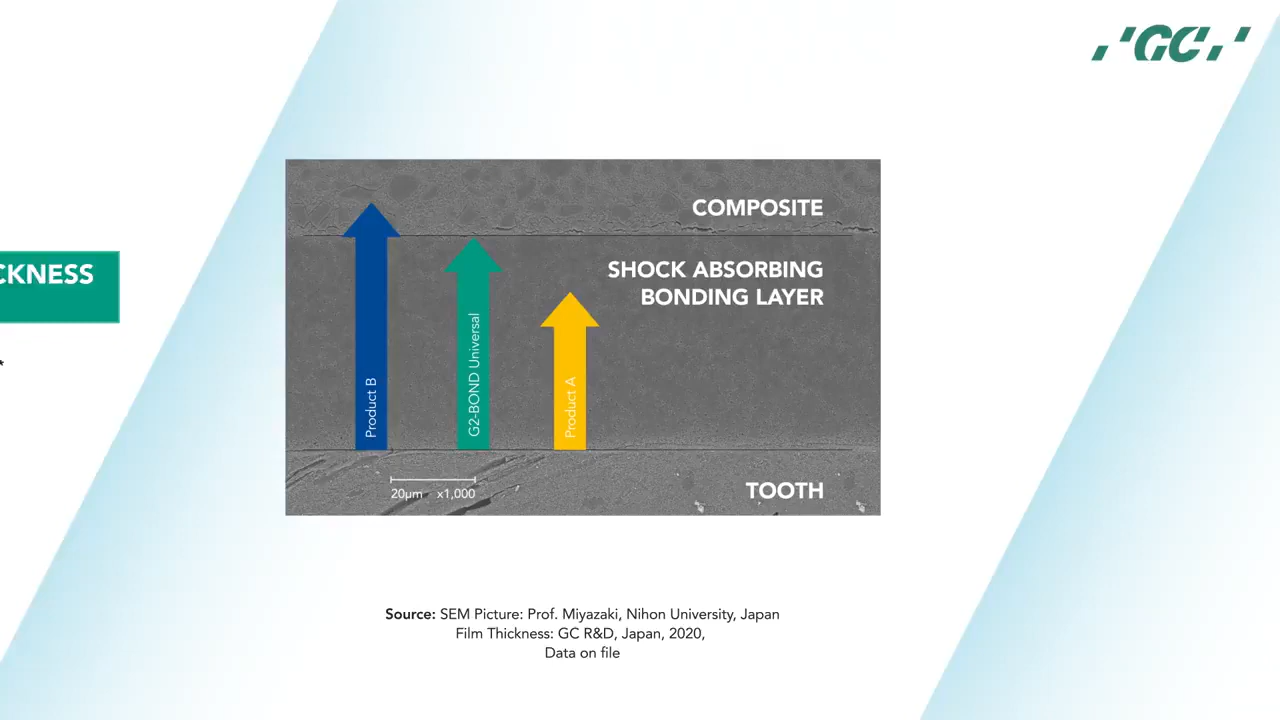 GC
CKNESS
*
COMPOSITE
SHOCK ABSORBING
BONDING LAYER
Product B
G2-BOND Universal
Product A
20µm x1,000
TOOTH
Source: SEM Picture: Prof. Miyazaki, Nihon University, Japan
Film Thickness: GC R&D, Japan, 2020,
Data on file